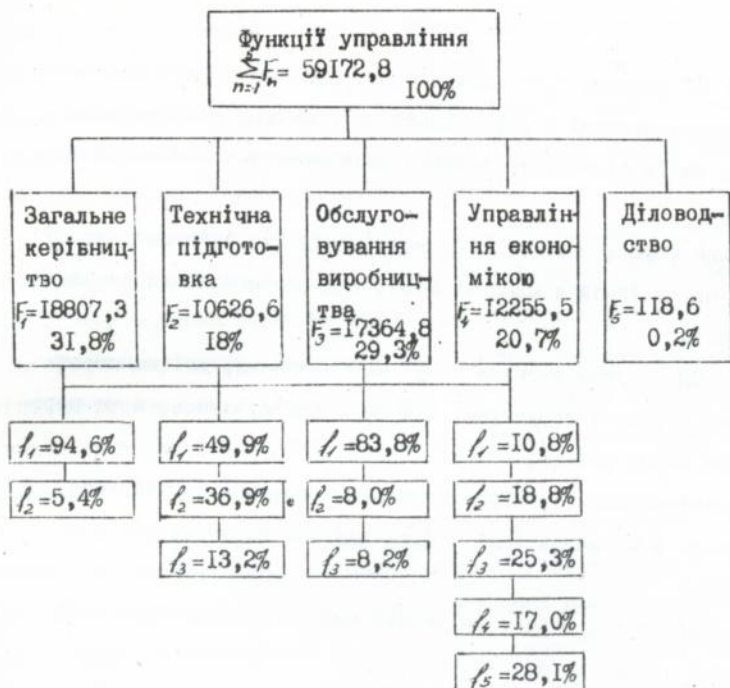 Функції управління
∑Fₙ= 59172,8
n=1
100%
Загальне
керівниц-
тво
F₁=18807,3
31,8%
Технічна
підгото-
вка
F₂=10626,6
18%
Обслуго-
вування
виробниц-
тва
F₃=17364,8
29,3%
Управлін-
ня еконо-
мікою
F₄=12255,5
20,7%
Діловод-
ство
F₅=118,6
0,2%
f₁=94,6%
f₂=5,4%
f₁=49,9%
f₂=36,9%
f₃=13,2%
f₁=83,8%
f₂=8,0%
f₃=8,2%
f₁=10,8%
f₂=18,8%
f₃=25,3%
f₄=17,0%
f₅=28,1%